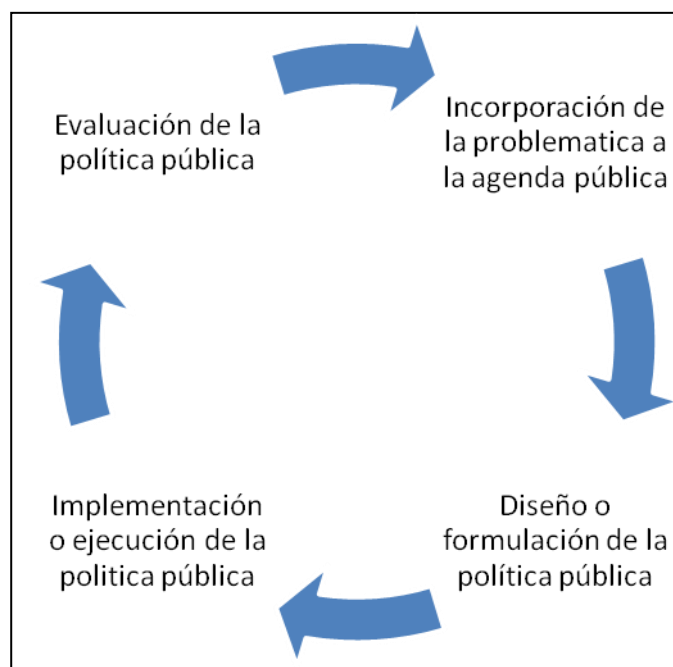 Evaluación de la
política pública
Incorporación de
la problematica a
la agenda pública
Implementación
o ejecución de la
politica pública
Diseño o
formulación de la
política pública